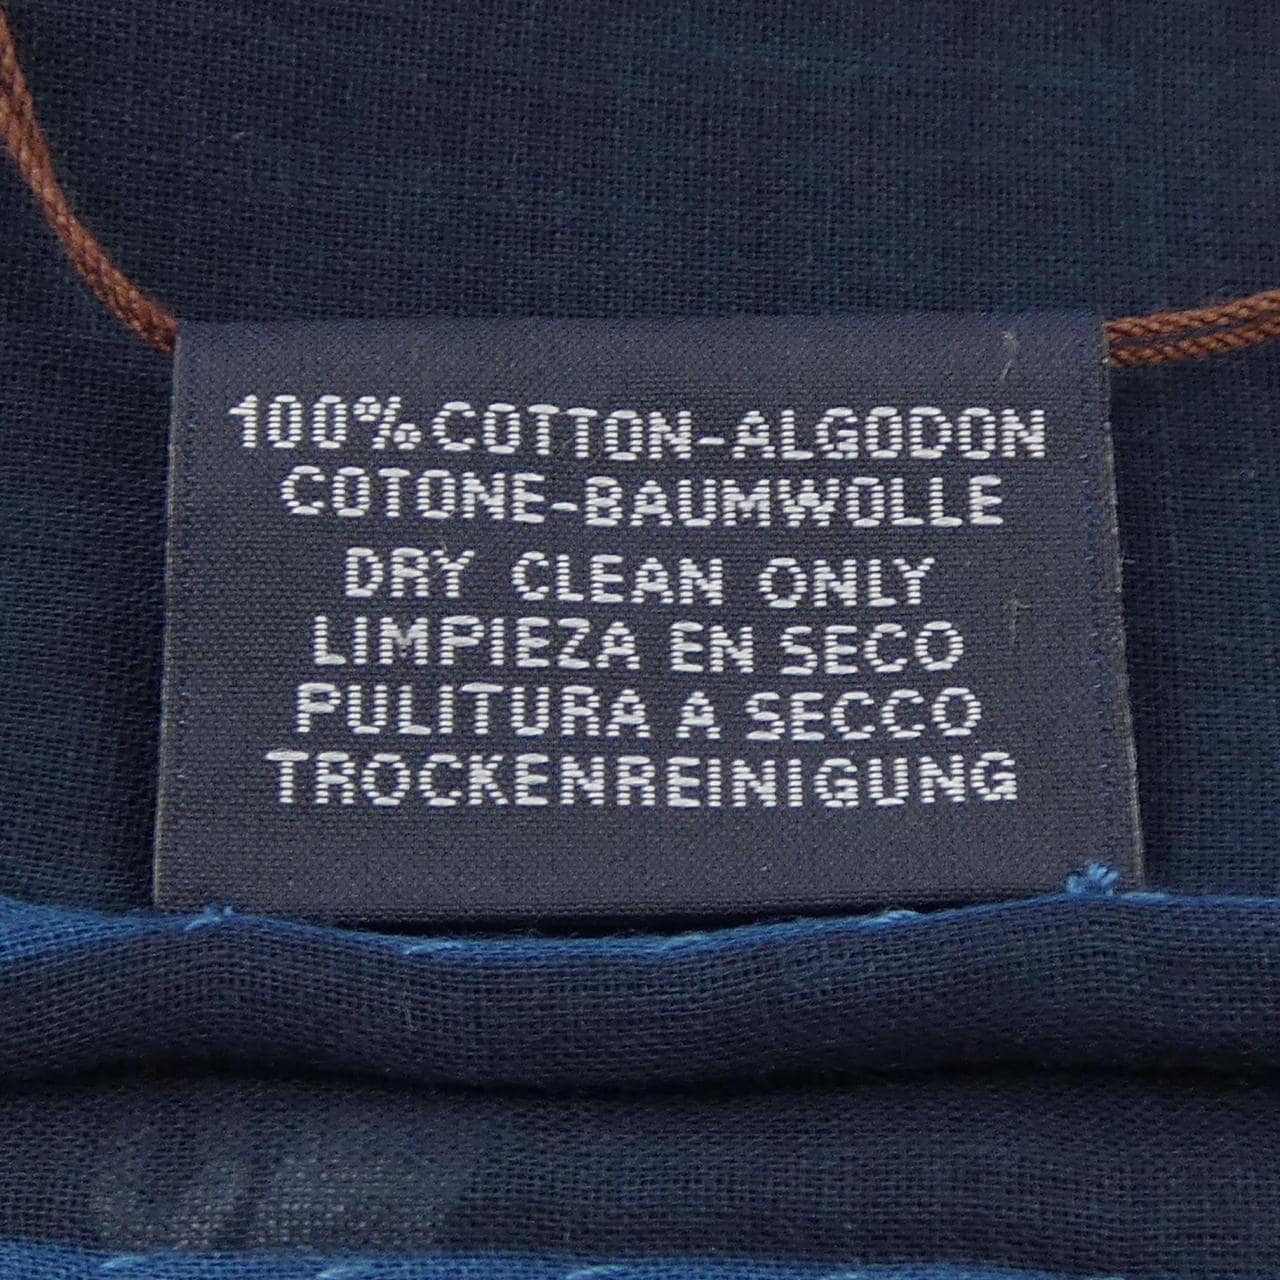 100% COTTON-ALGODON
COTONE-BAUMWOLLE
DRY CLEAN ONLY
LIMPIEZA EN SECO
PULITURA A SECCO
TROCKENREINIGUNG